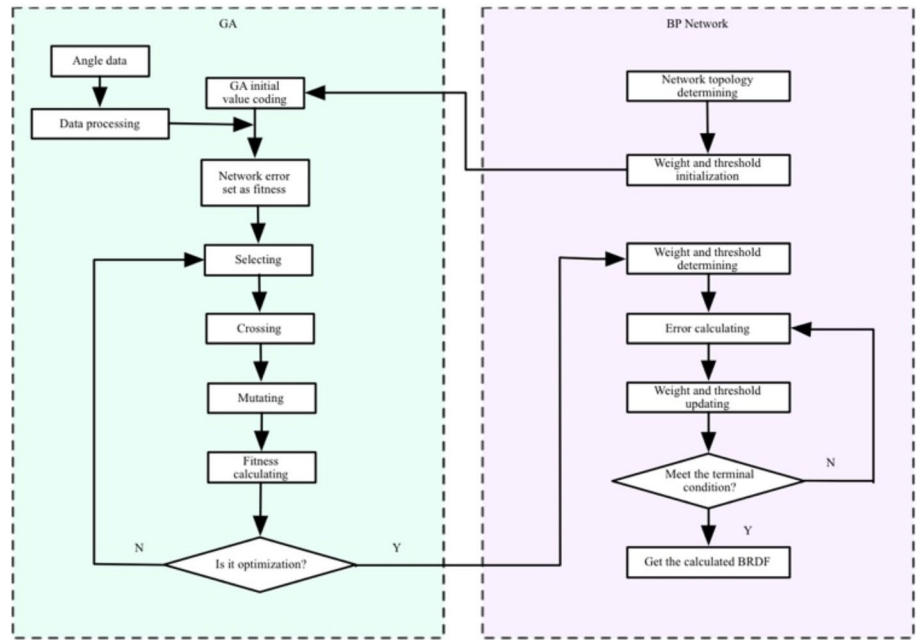 GA
Angle data
GA initial
value coding
Data processing
Network error
set as fitness
Selecting
Crossing
Mutating
Fitness
calculating
N
Is it optimization?
Y
BP Network
Network topology
determining
Weight and threshold
initialization
Weight and threshold
determining
Error calculating
Weight and threshold
updating
Meet the terminal
condition?
N
Y
Get the calculated BRDF